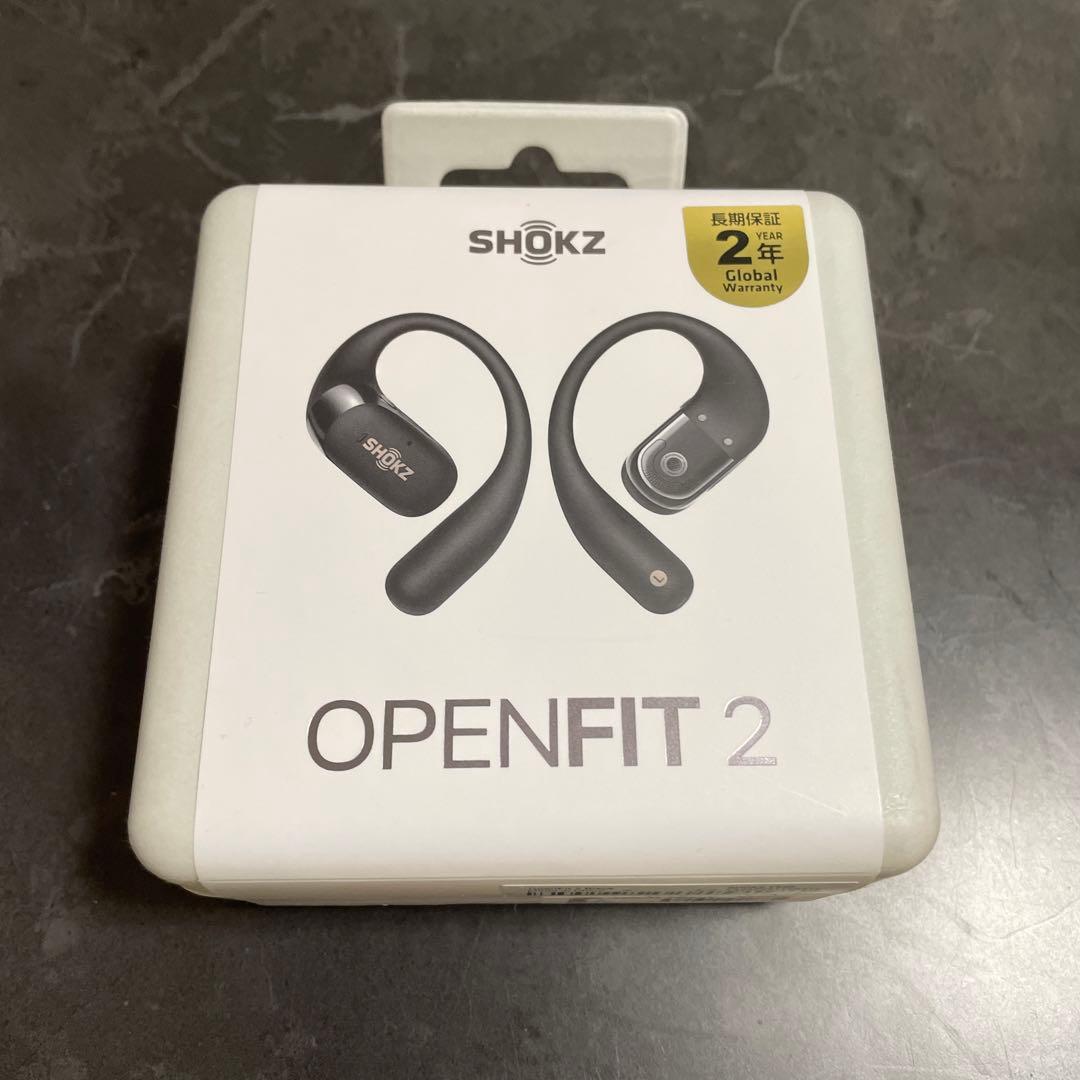 SHOKZ
長期保証
2 YEAR 年
Global
Warranty
SHOKZ
L
OPENFIT 2